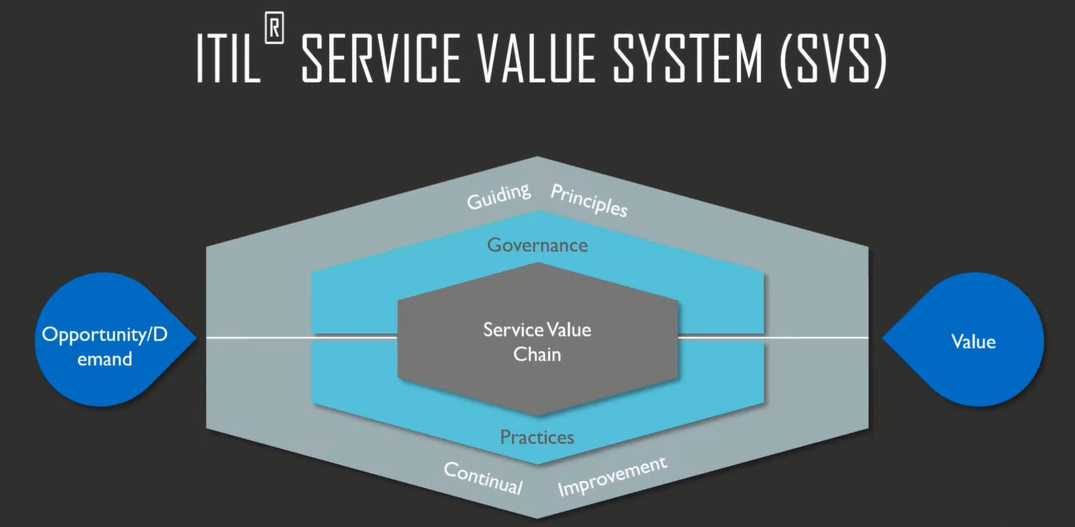 ITIL® SERVICE VALUE SYSTEM (SVS)
Guiding Principles
Governance
Opportunity/D
emand
Service Value
Chain
Value
Practices
Continual Improvement